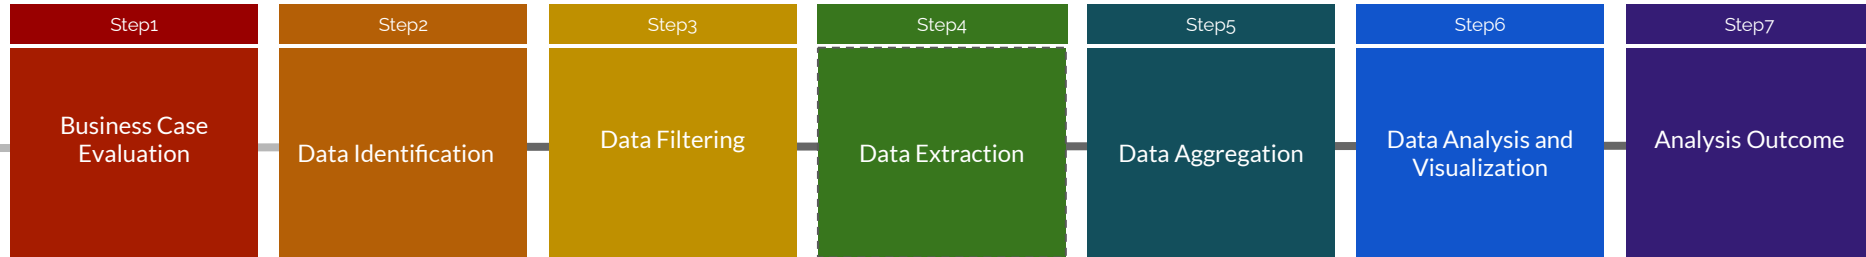 Step1
Business Case
Evaluation
Step2
Data Identification
Step3
Data Filtering
Step4
Data Extraction
Step5
Data Aggregation
Step6
Data Analysis and
Visualization
Step7
Analysis Outcome